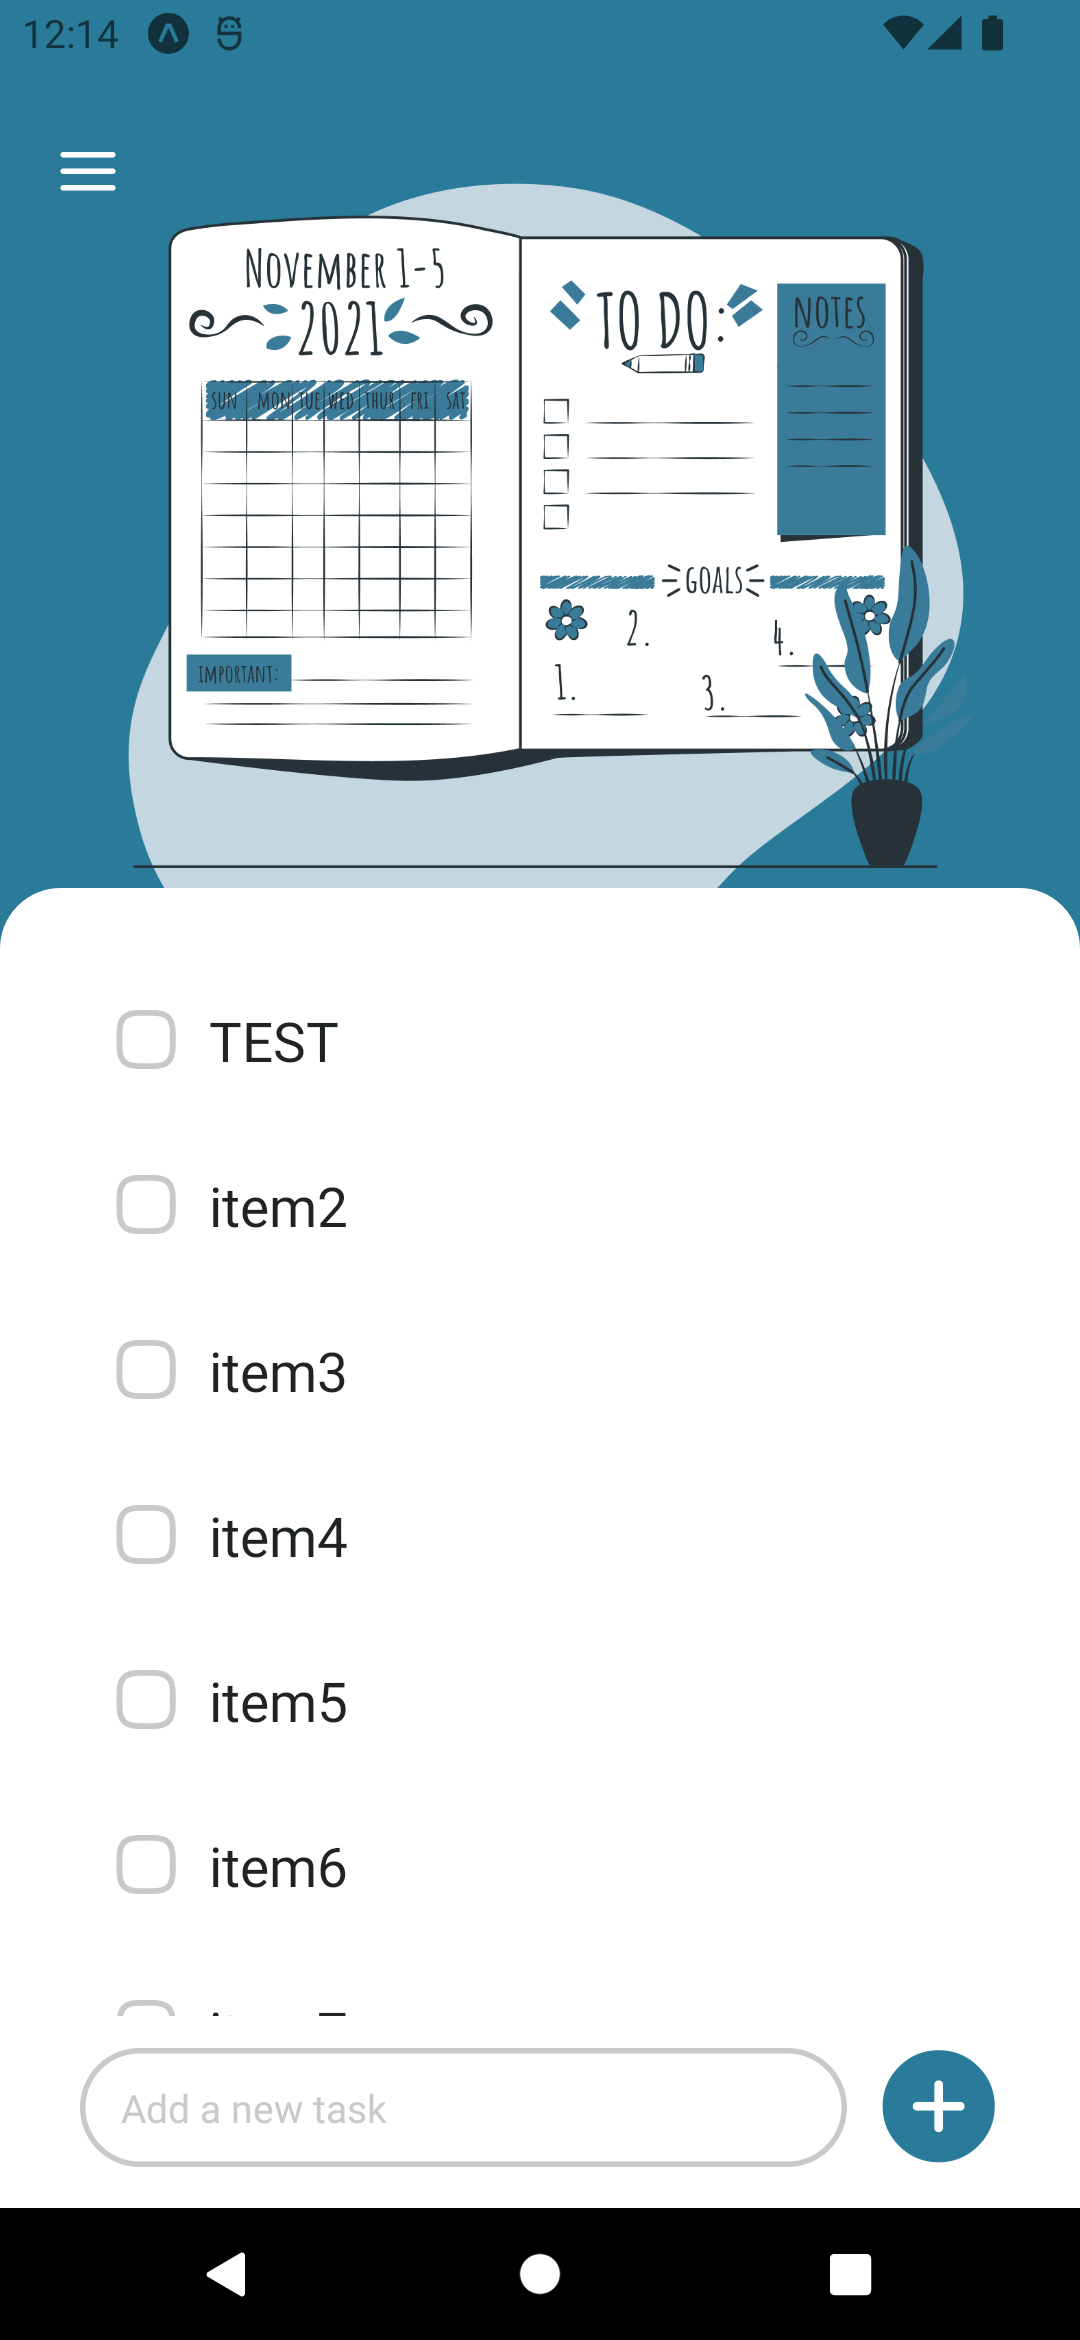 12:14
NOVEMBER 1-5
2021
SUN MON TUE WED THUR FRI SAT
IMPORTANT:
TO DO:
NOTES
GOALS
2.
4.
1.
3.
TEST
item2
item3
item4
item5
item6
Add a new task